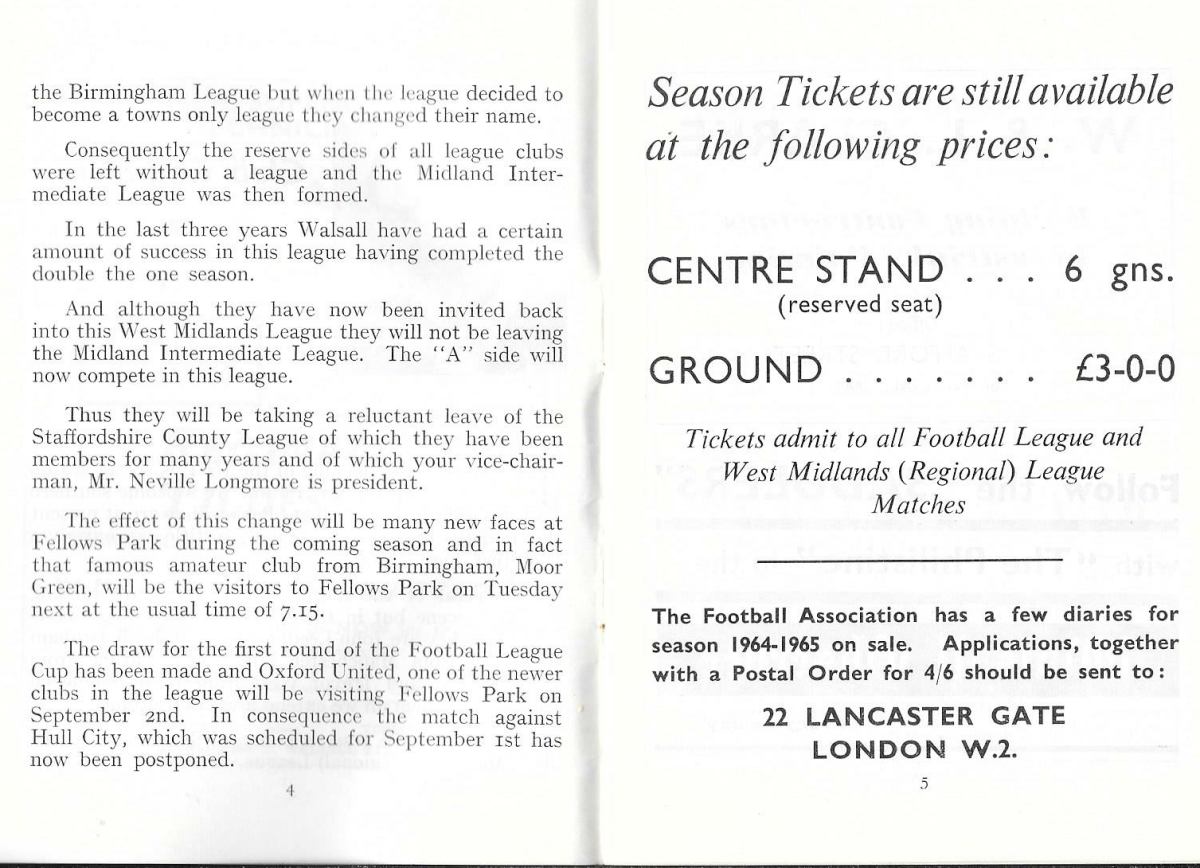 the Birmingham League but when the league decided to
become a towns only league they changed their name.
Consequently the reserve sides of all league clubs
were left without a league and the Midland Inter-
mediate League was then formed.
In the last three years Walsall have had a certain
amount of success in this league having completed the
double the one season.
And although they have now been invited back
into this West Midlands League they will not be leaving
the Midland Intermediate League. The "A" side will
now compete in this league.
Thus they will be taking a reluctant leave of the
Staffordshire County League of which they have been
members for many years and of which your vice-chair-
man, Mr. Neville Longmore is president.
The effect of this change will be many new faces at
Fellows Park during the coming season and in fact
that famous amateur club from Birmingham, Moor
Green, will be the visitors to Fellows Park on Tuesday
next at the usual time of 7.15.
The draw for the first round of the Football League
Cup has been made and Oxford United, one of the newer
clubs in the league will be visiting Fellows Park on
September 2nd. In consequence the match against
Hull City, which was scheduled for September 1st has
now been postponed.
4
Season Tickets are still available
at the following prices:
CENTRE STAND . . . 6 gns.
(reserved seat)
GROUND . . . . . . . £3-0-0
Tickets admit to all Football League and
West Midlands (Regional) League
Matches
The Football Association has a few diaries for
season 1964-1965 on sale. Applications, together
with a Postal Order for 4/6 should be sent to:
22 LANCASTER GATE
LONDON W.2.
5